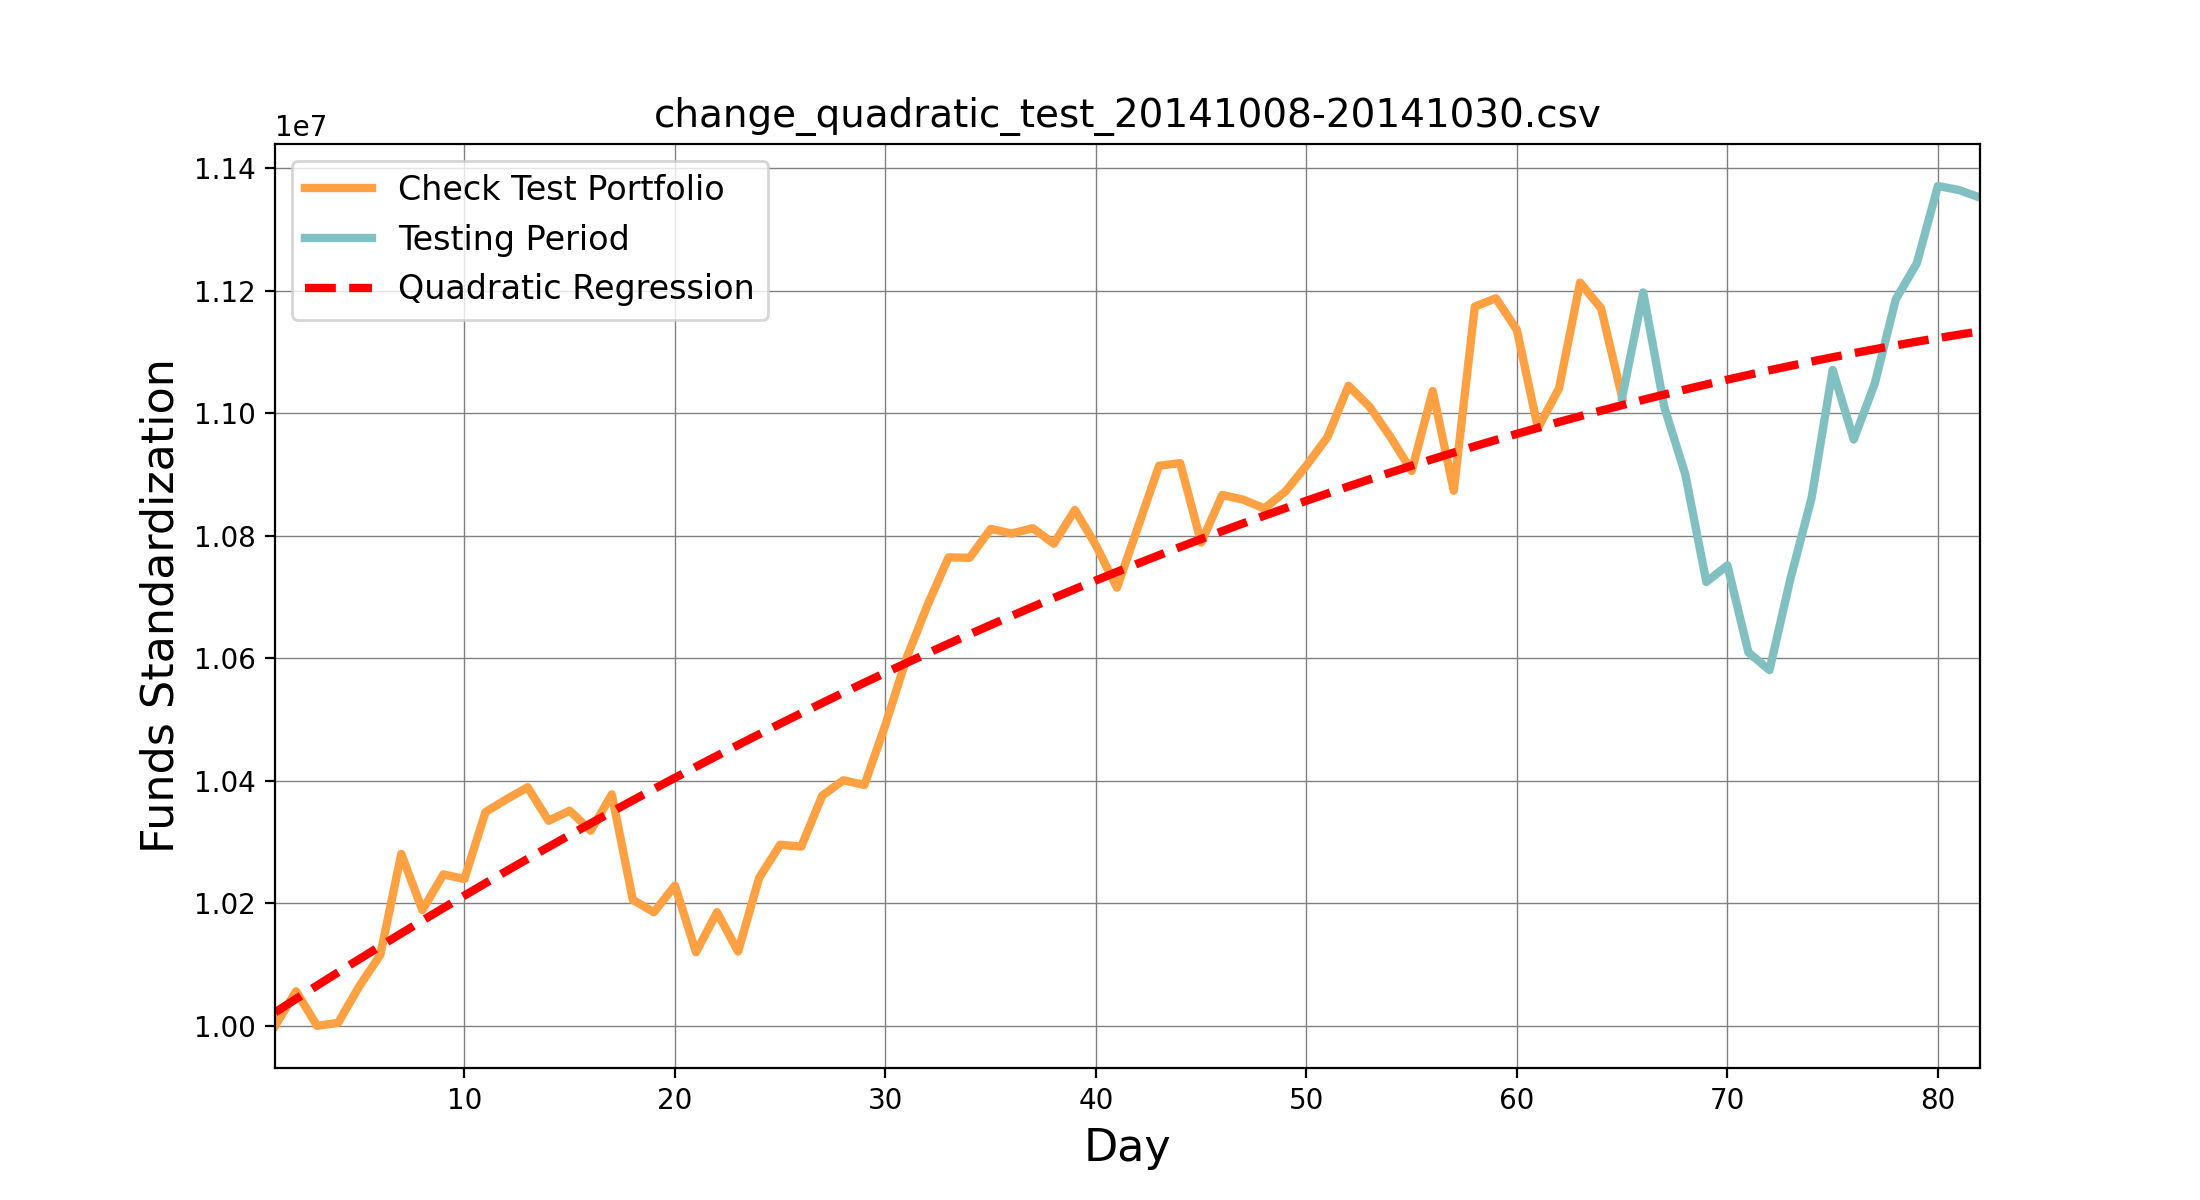 change_quadratic_test_20141008-20141030.csv
1e7
1.14
1.12
1.10
1.08
1.06
1.04
1.02
1.00
Funds Standardization
Check Test Portfolio
Testing Period
Quadratic Regression
10 20 30 40 50 60 70 80
Day